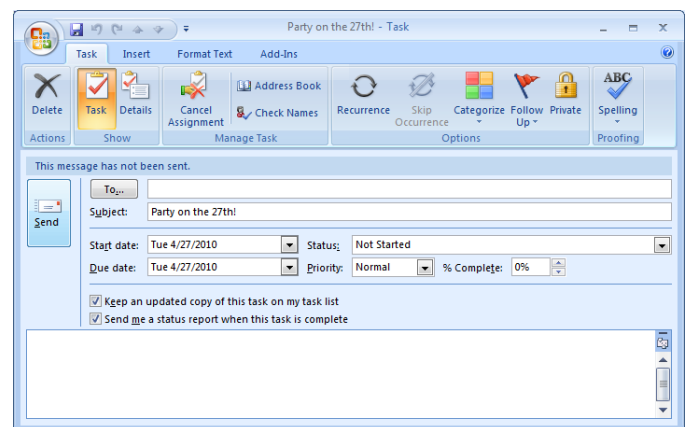 Party on the 27th! - Task
Task Insert Format Text Add-Ins
Delete
Task Details
Cancel Assignment
Address Book
Check Names
Recurrence
Skip Occurrence
Categorize
Follow Up
Private
ABC
Spelling
Actions Show Manage Task Options Proofing
This message has not been sent.
Send
To...
Subject: Party on the 27th!
Start date: Tue 4/27/2010 Status: Not Started
Due date: Tue 4/27/2010 Priority: Normal % Complete: 0%
Keep an updated copy of this task on my task list
Send me a status report when this task is complete